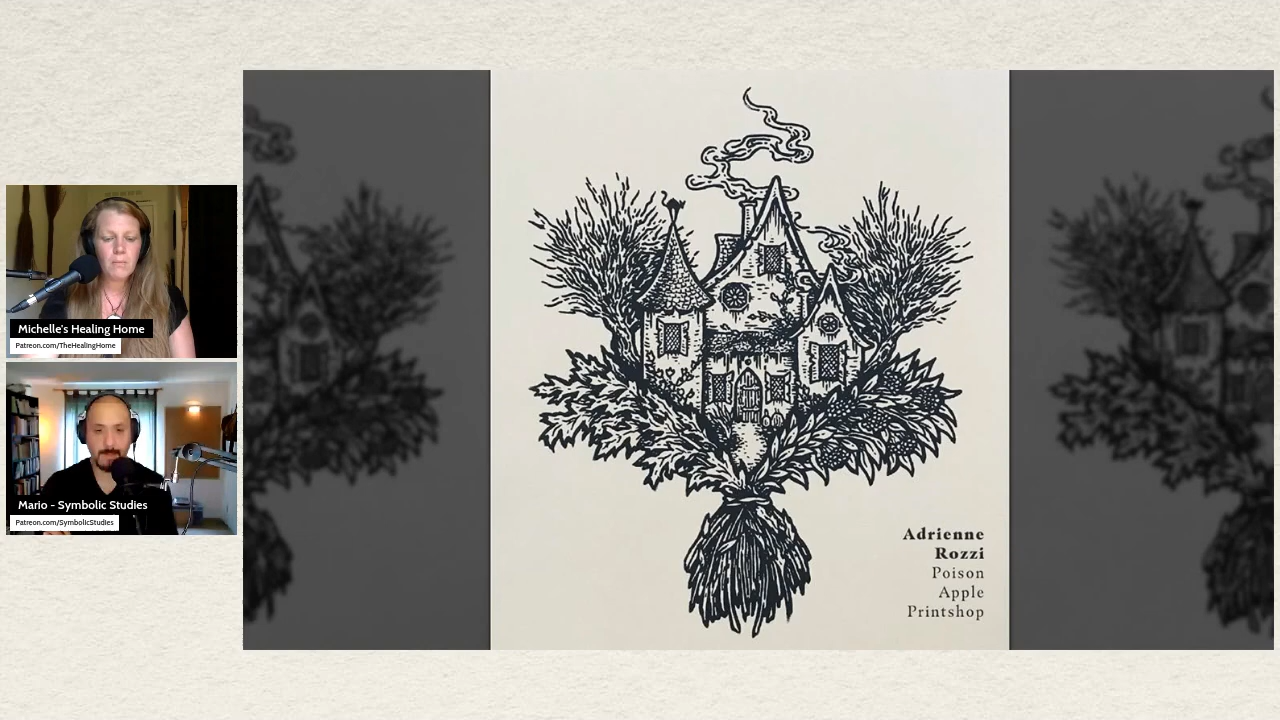 Michelle's Healing Home
Patreon.com/TheHealingHome
Mario - Symbolic Studies
Patreon.com/SymbolicStudies
Adrienne
Rozzi
Poison
Apple
Printshop